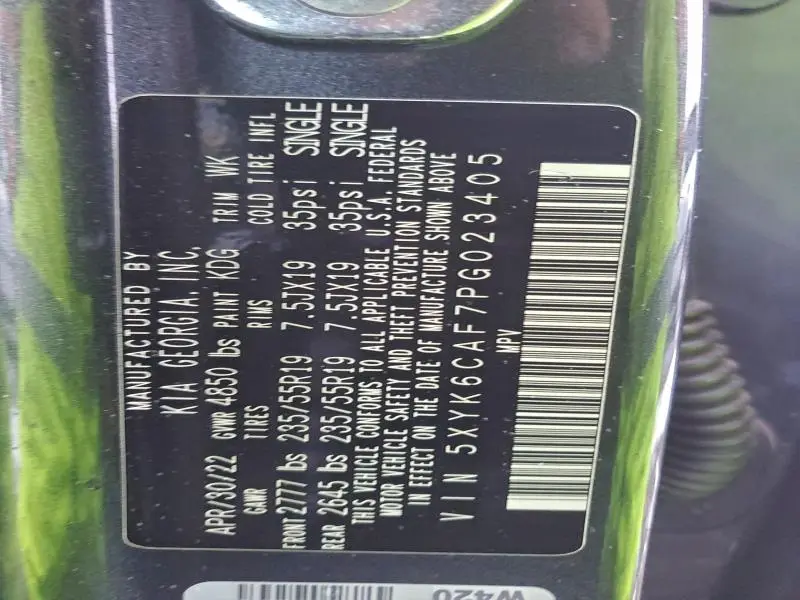 MANUFACTURED BY
KIA GEORGIA, INC.
APR/30/22 GVWR 4850 lbs PAINT KDG TRIM WK
GAWR TIRES RIMS COLD TIRE INFL
FRONT 2777 lbs 235/55R19 7.5JX19 35psi SINGLE
REAR 2645 lbs 235/55R19 7.5JX19 35psi SINGLE
THIS VEHICLE CONFORMS TO ALL APPLICABLE U.S.A. FEDERAL
MOTOR VEHICLE SAFETY AND THEFT PREVENTION STANDARDS
IN EFFECT ON THE DATE OF MANUFACTURE SHOWN ABOVE
VIN 5XYK6CAF7PG023405
MPV
W420